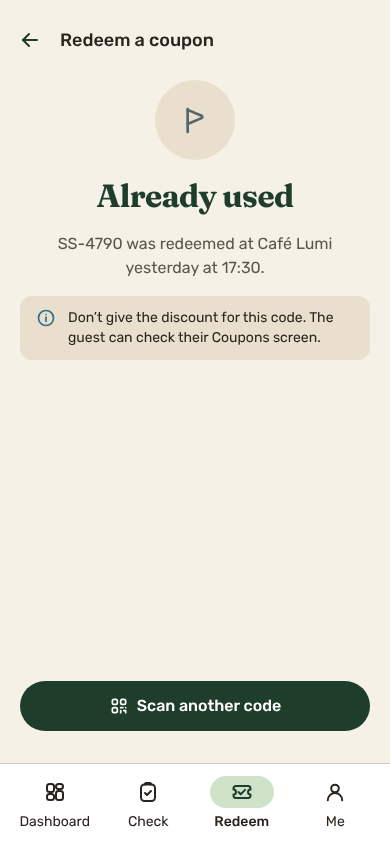 Redeem a coupon
Already used
SS-4790 was redeemed at Café Lumi
yesterday at 17:30.
Don’t give the discount for this code. The
guest can check their Coupons screen.
Scan another code
Dashboard
Check
Redeem
Me